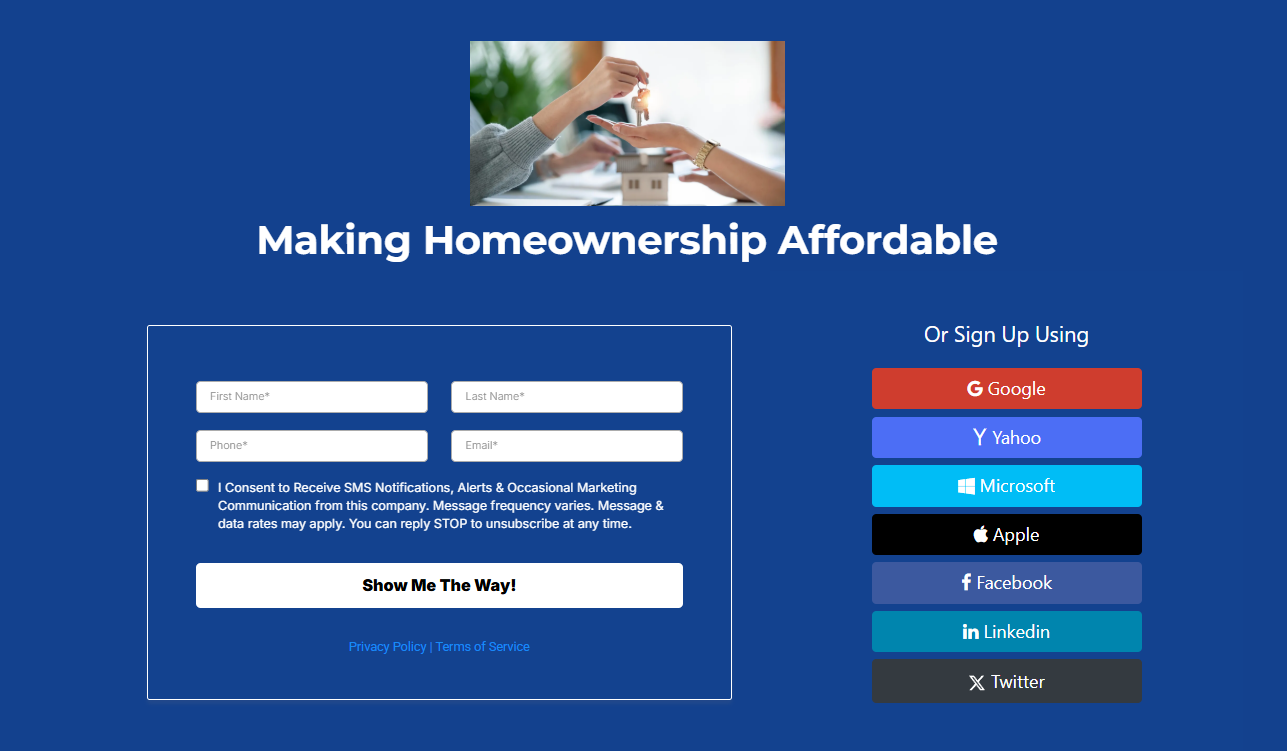 Making Homeownership Affordable
First Name*
Last Name*
Phone*
Email*
I Consent to Receive SMS Notifications, Alerts & Occasional Marketing
Communication from this company. Message frequency varies. Message &
data rates may apply. You can reply STOP to unsubscribe at any time.
Show Me The Way!
Privacy Policy | Terms of Service
Or Sign Up Using
Google
Yahoo
Microsoft
Apple
Facebook
Linkedin
Twitter